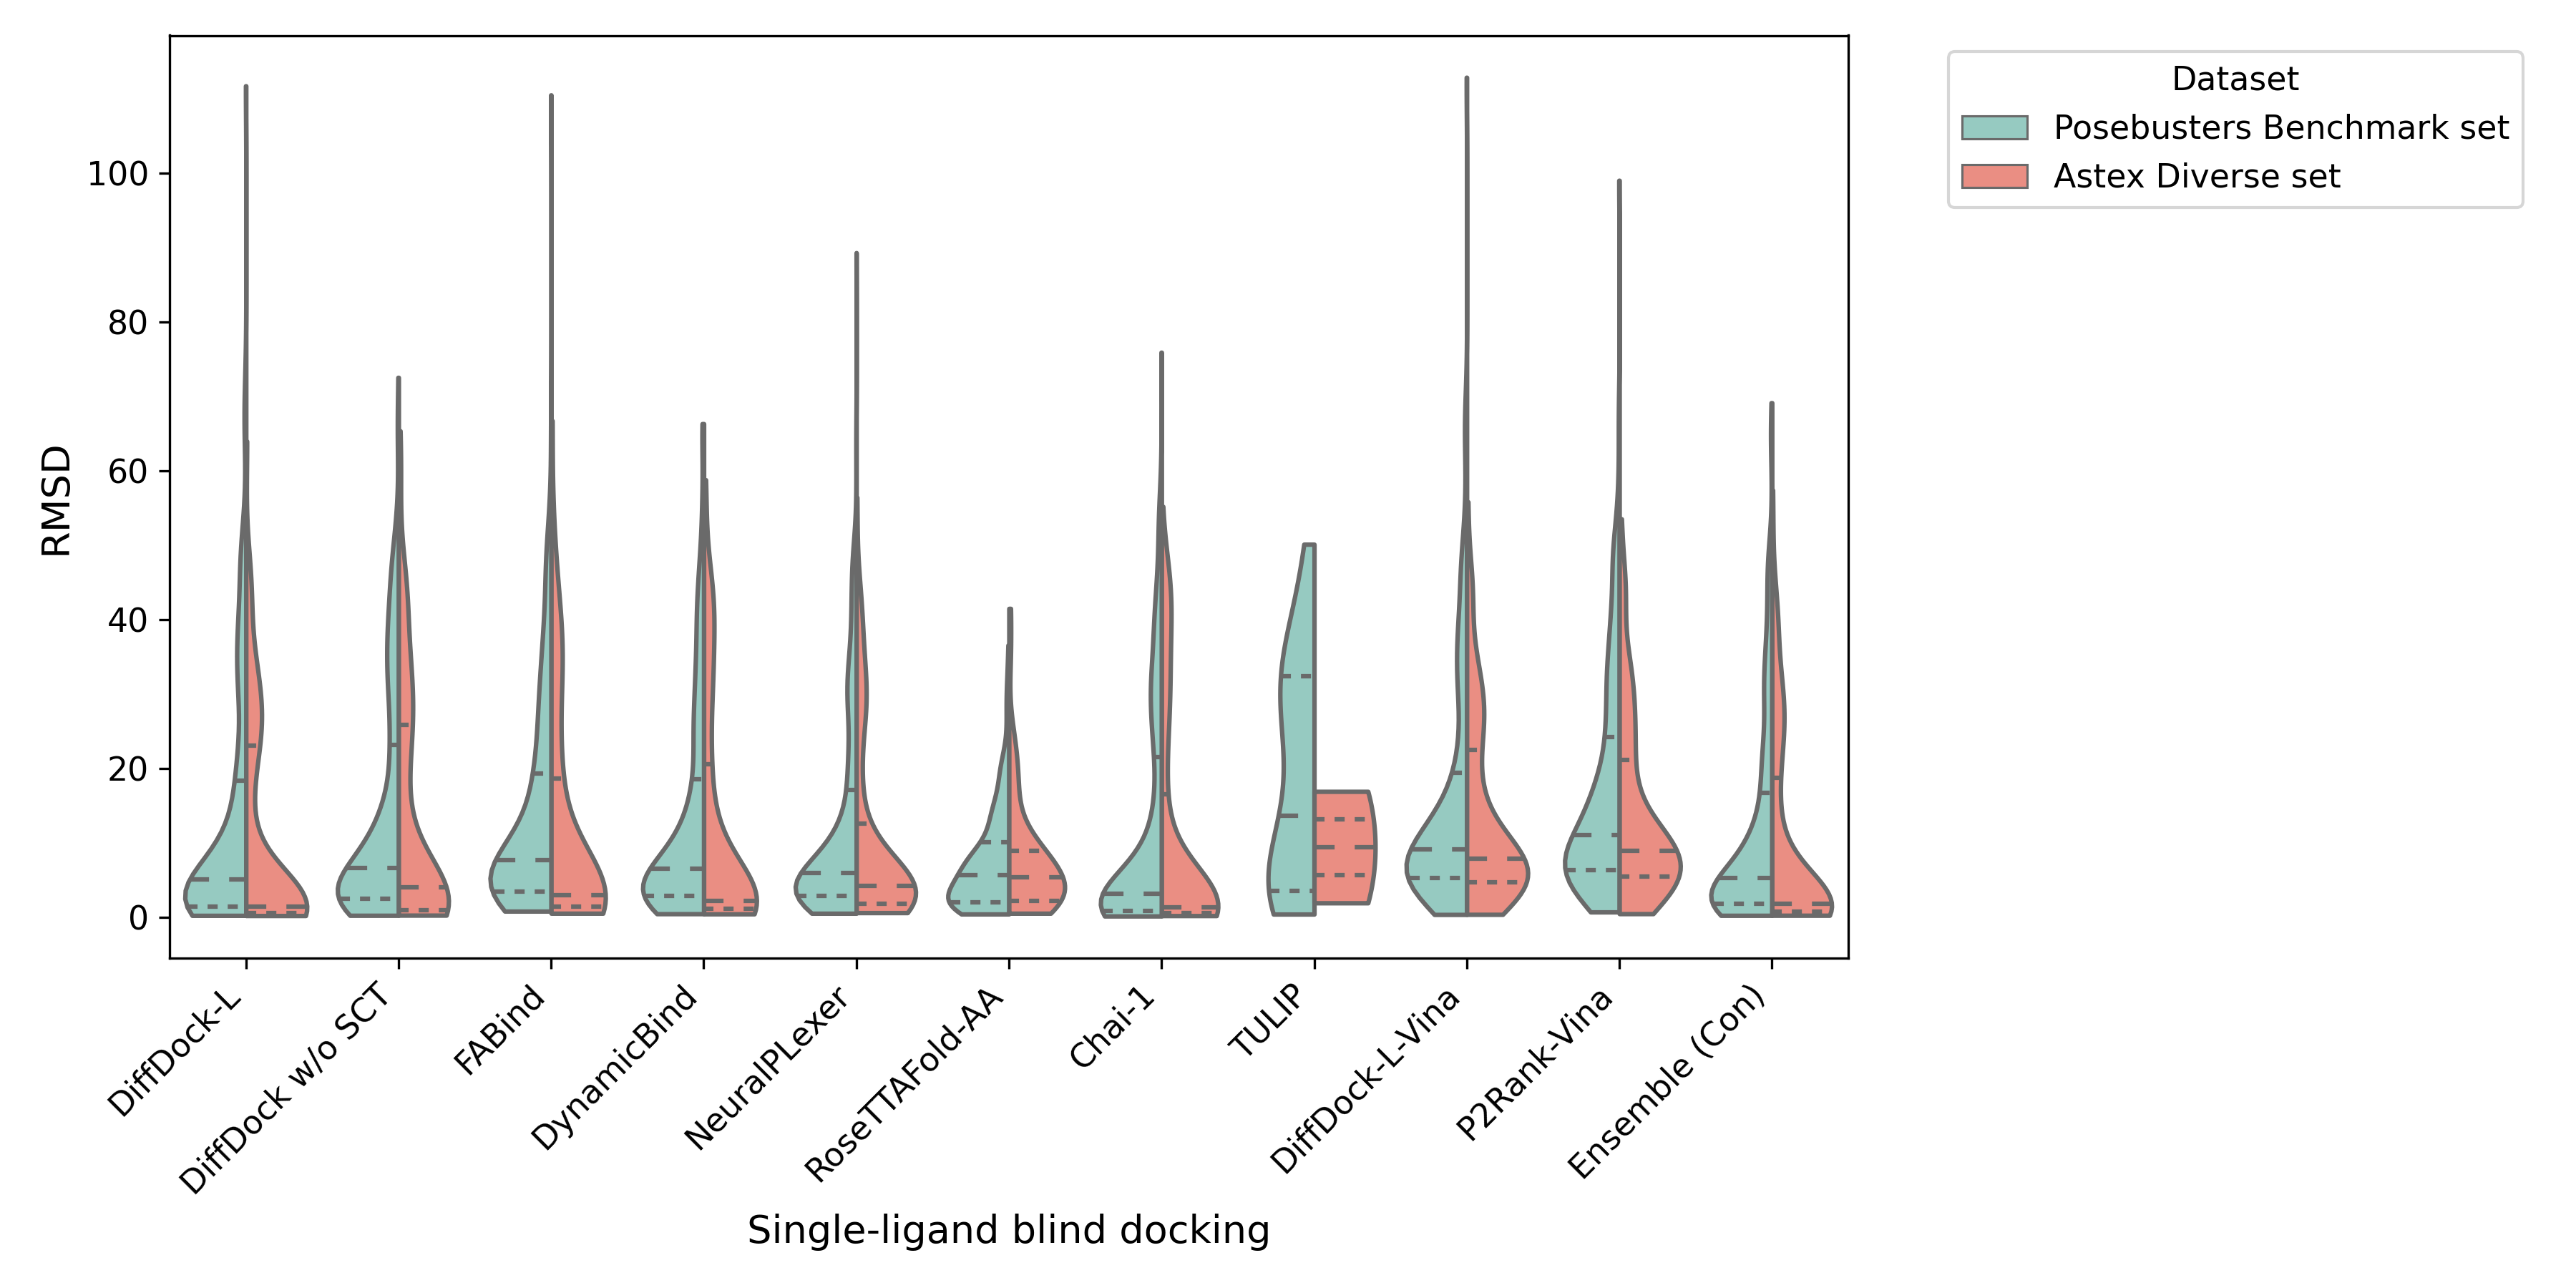 RMSD
100
80
60
40
20
0
DiffDock-L
DiffDock w/o SCT
FABind
DynamicBind
NeuralPLexer
RoseTTAFold-AA
Chai-1
TULIP
DiffDock-L-Vina
P2Rank-Vina
Ensemble (Con)
Single-ligand blind docking
Dataset
Posebusters Benchmark set
Astex Diverse set